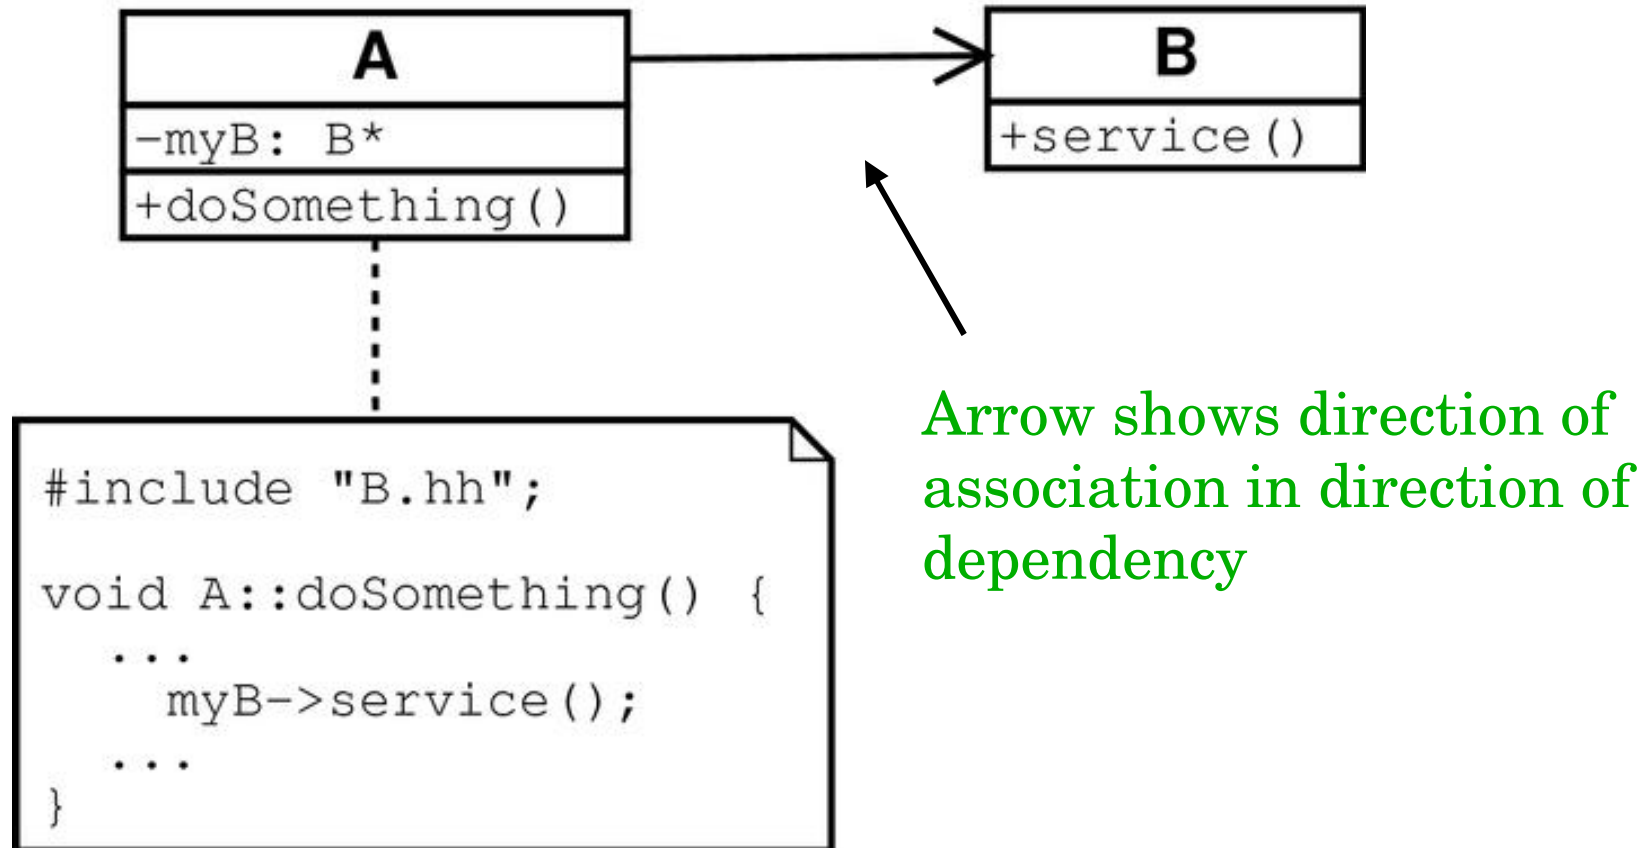 A
-myB: B*
+doSomething()
B
+service()
#include "B.hh";
void A::doSomething() {
...
myB->service();
...
}
Arrow shows direction of
association in direction of
dependency